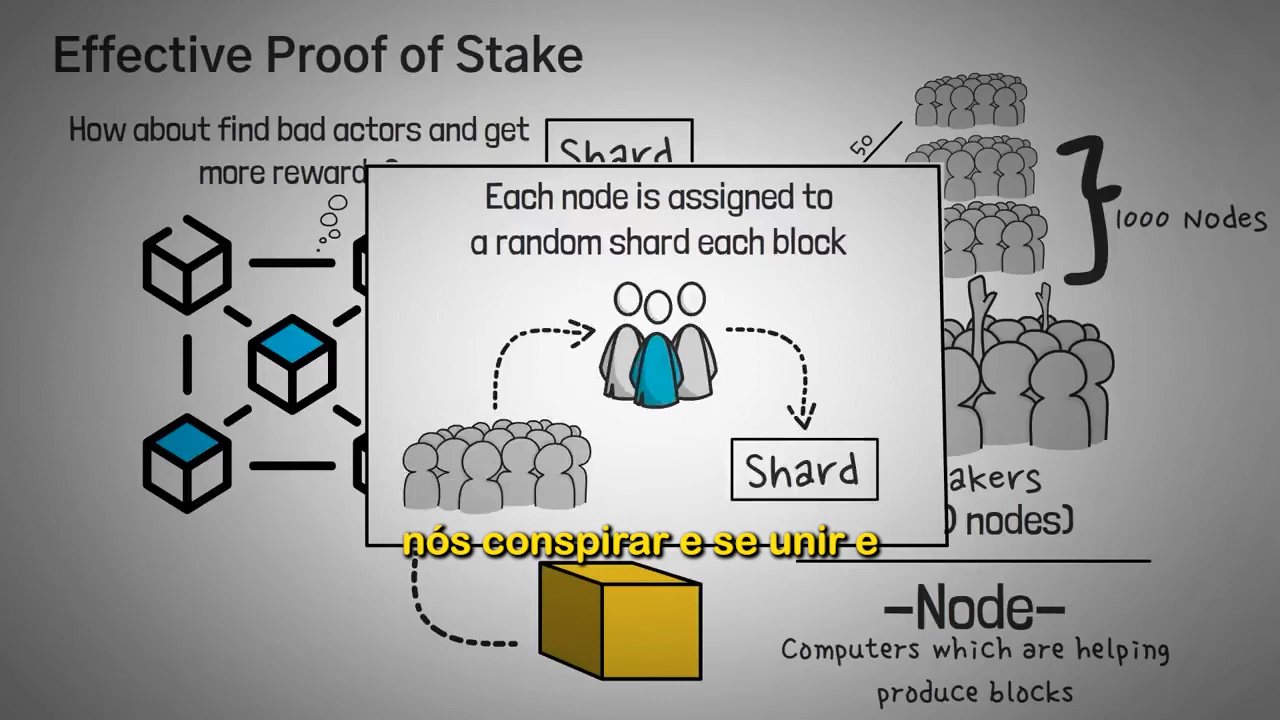 Effective Proof of Stake
How about find bad actors and get
more reward
Shard
50
1000 Nodes
Each node is assigned to
a random shard each block
Shard
nodes)
nós conspirar e se unir e
-Node-
Computers which are helping
produce blocks